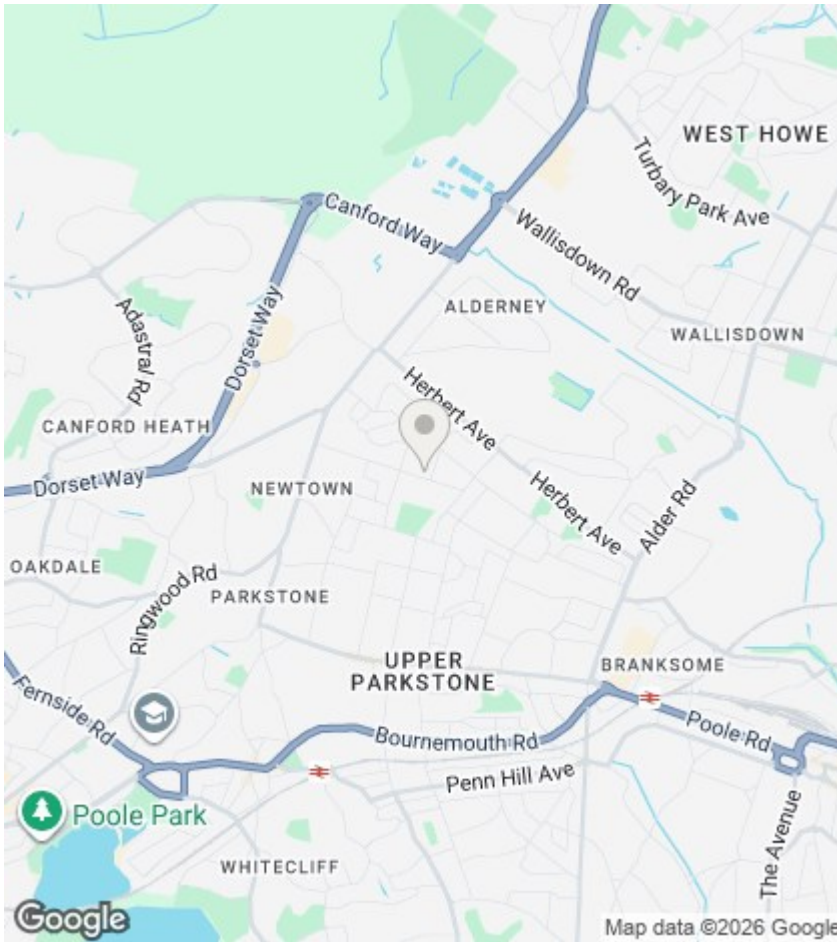 WEST HOWE
Turbary Park Ave
Canford Way
Wallisdown Rd
ALDERNEY
WALLISDOWN
Adastral Rd
Dorset Way
Herbert Ave
CANFORD HEATH
Dorset Way
NEWTOWN
Herbert Ave
Alder Rd
OAKDALE
Ringwood Rd
PARKSTONE
UPPER
PARKSTONE
BRANKSOME
Fernside Rd
Bournemouth Rd
Poole Rd
Penn Hill Ave
Poole Park
The Avenue
WHITECLIFF
Google
Map data ©2026 Google